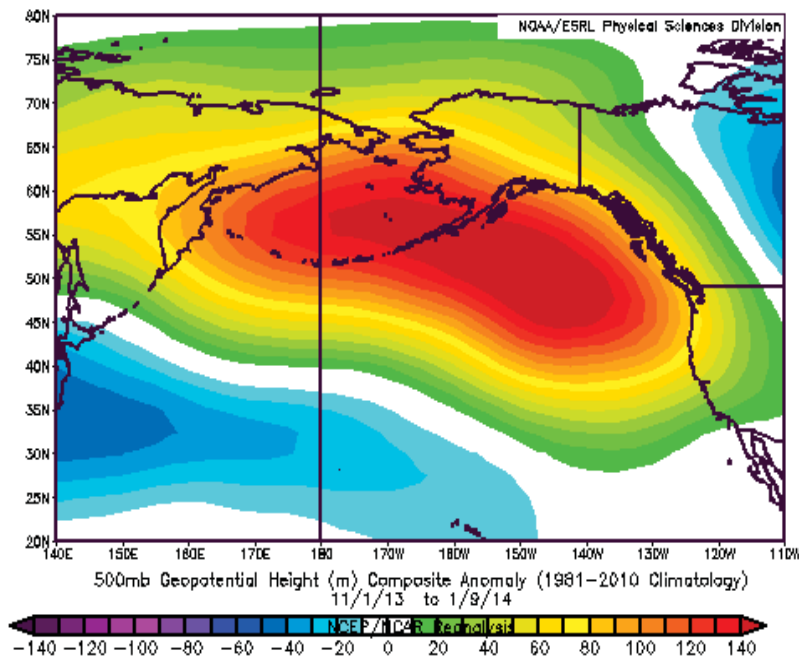 80N
NOAA/ESRL Physical Sciences Division
75N
70N
65N
60N
55N
50N
45N
40N
35N
30N
25N
20N
140E 150E 160E 170E 180 170W 160W 150W 140W 130W 120W 110W
500mb Geopotential Height (m) Composite Anomaly (1981-2010 Climatology)
11/1/13 to 1/9/14
NCEP/NCAR Reanalysis
-140 -120 -100 -80 -60 -40 -20 0 20 40 60 80 100 120 140